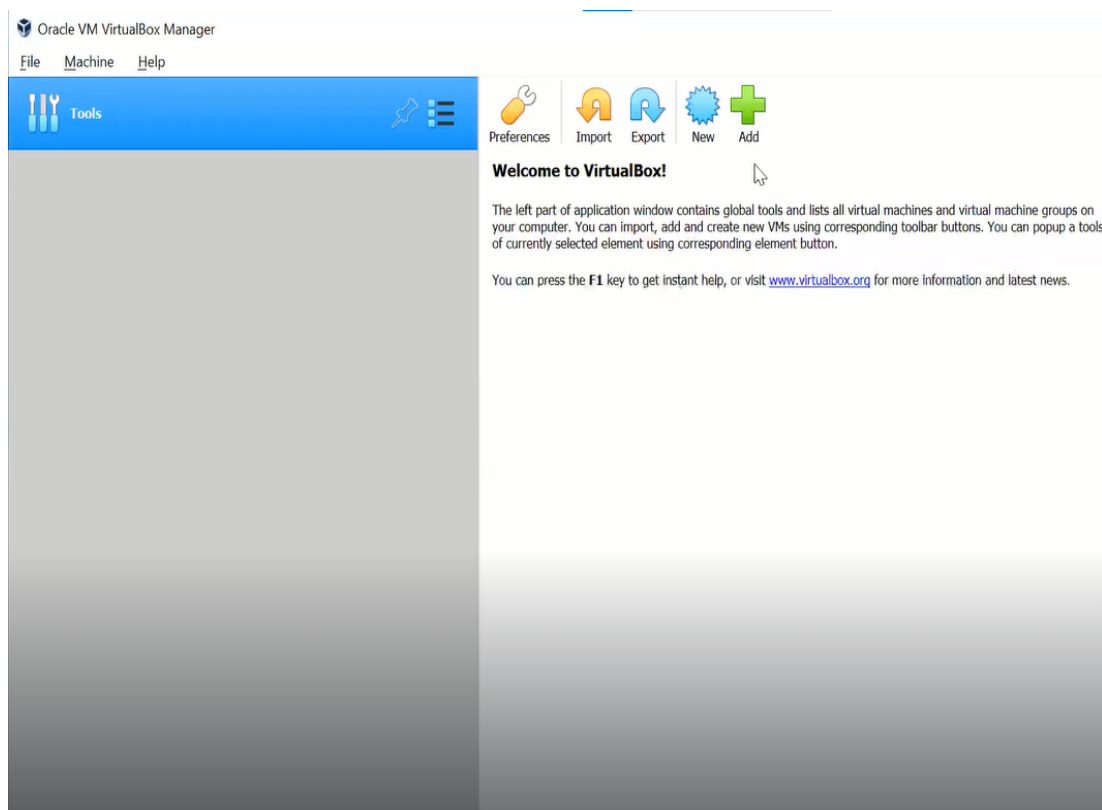 Oracle VM VirtualBox Manager
File Machine Help
Tools
Preferences Import Export New Add
Welcome to VirtualBox!
The left part of application window contains global tools and lists all virtual machines and virtual machine groups on
your computer. You can import, add and create new VMs using corresponding toolbar buttons. You can popup a tools
of currently selected element using corresponding element button.
You can press the F1 key to get instant help, or visit www.virtualbox.org for more information and latest news.